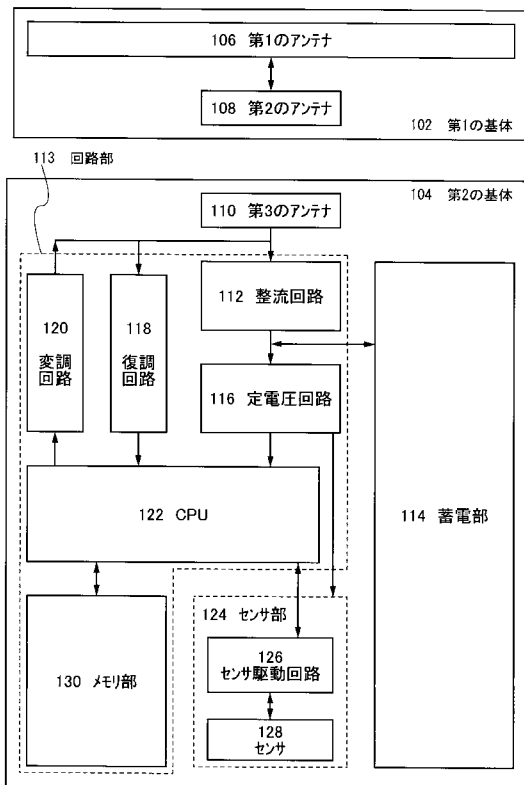 106 第1のアンテナ
108 第2のアンテナ
102 第1の基体
113 回路部
104 第2の基体
110 第3のアンテナ
112 整流回路
120
変調
回路
118
復調
回路
116 定電圧回路
114 蓄電部
122 CPU
124 センサ部
126
センサ駆動回路
128
センサ
130 メモリ部